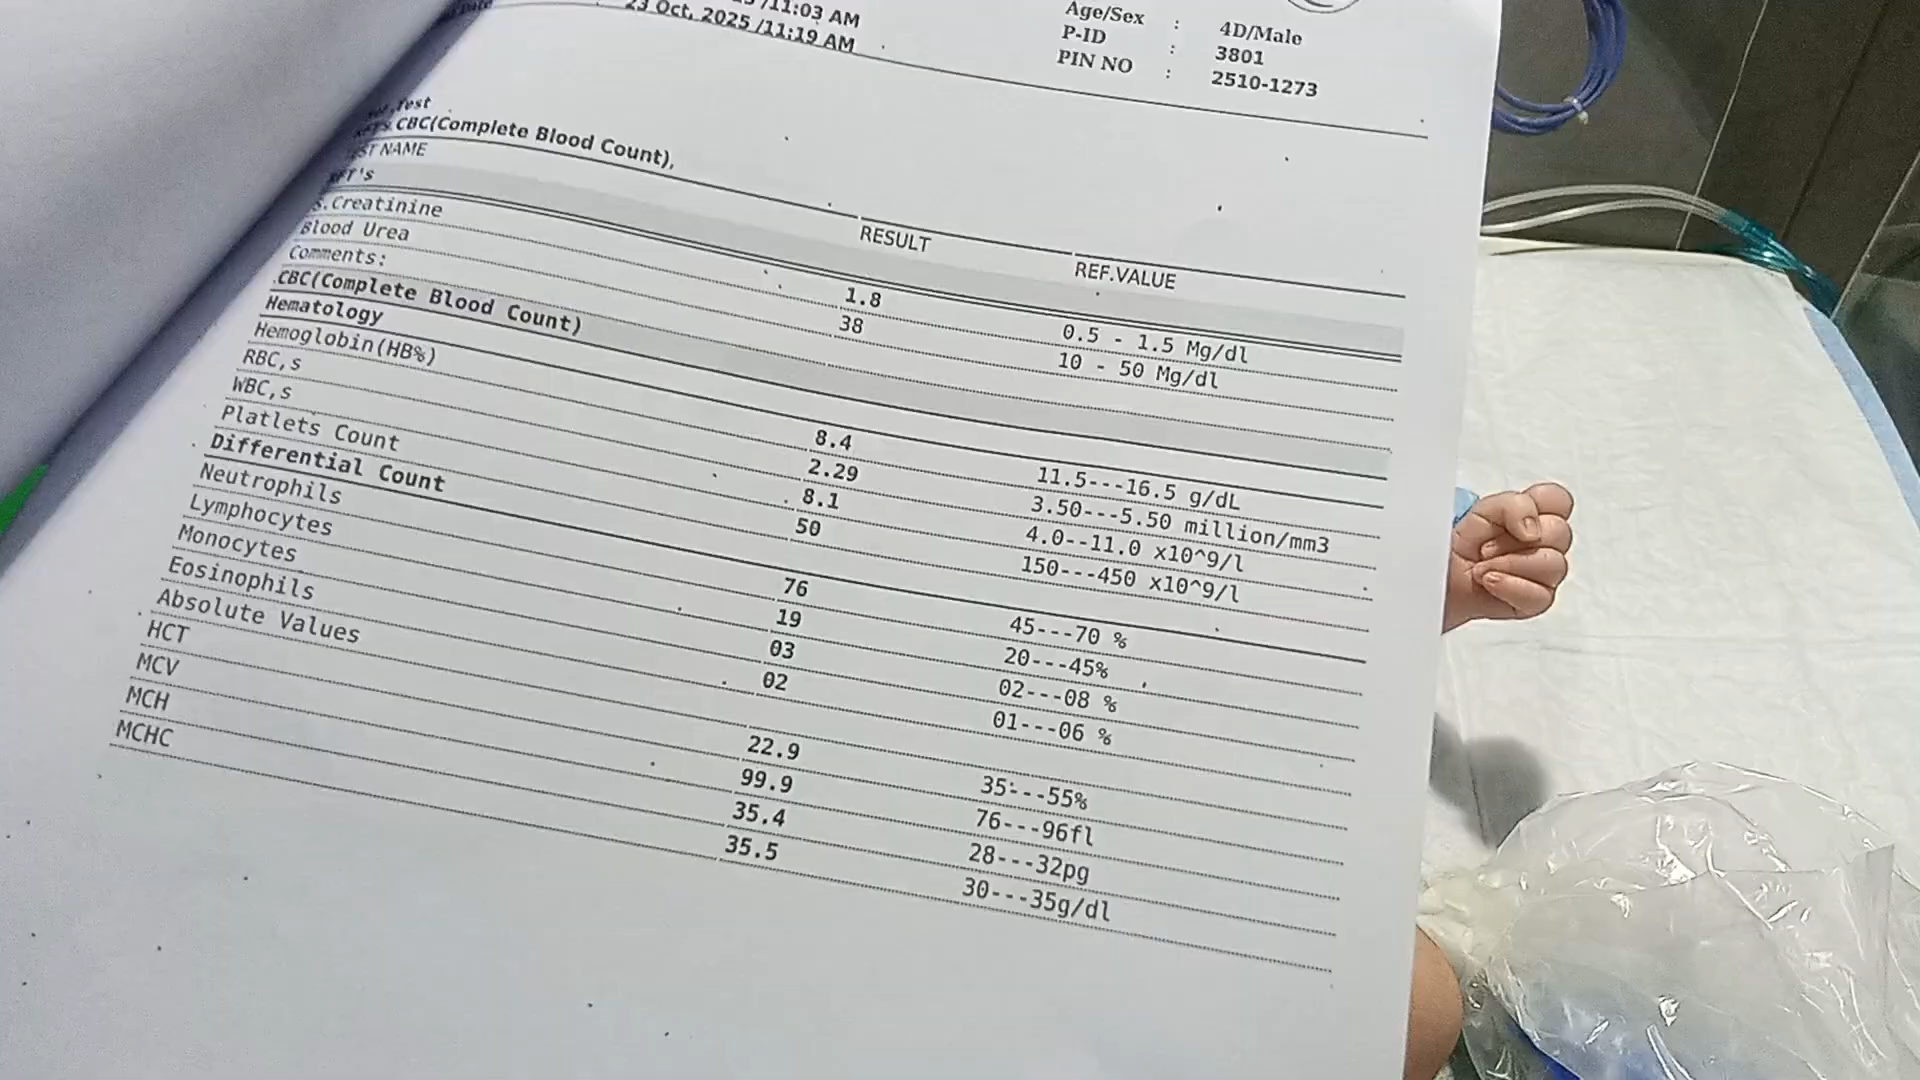 /11:03 AM
23 Oct, 2025 /11:19 AM
Age/Sex : 4D/Male
P-ID : 3801
PIN NO : 2510-1273
Test
CBC(Complete Blood Count),
NAME RESULT REF.VALUE
RFT's
S.Creatinine 1.8 0.5 - 1.5 Mg/dl
Blood Urea 38 10 - 50 Mg/dl
Comments:
.CBC(Complete Blood Count)
Hematology
Hemoglobin(HB%) 8.4 11.5---16.5 g/dL
RBC,s 2.29 3.50---5.50 million/mm3
WBC,s 8.1 4.0--11.0 x10^9/l
Platlets Count 50 150---450 x10^9/l
Differential Count
Neutrophils 76 45---70 %
Lymphocytes 19 20---45%
Monocytes 03 02---08 %
Eosinophils 02 01---06 %
Absolute Values
HCT 22.9 35---55%
MCV 99.9 76---96fl
MCH 35.4 28---32pg
MCHC 35.5 30---35g/dl